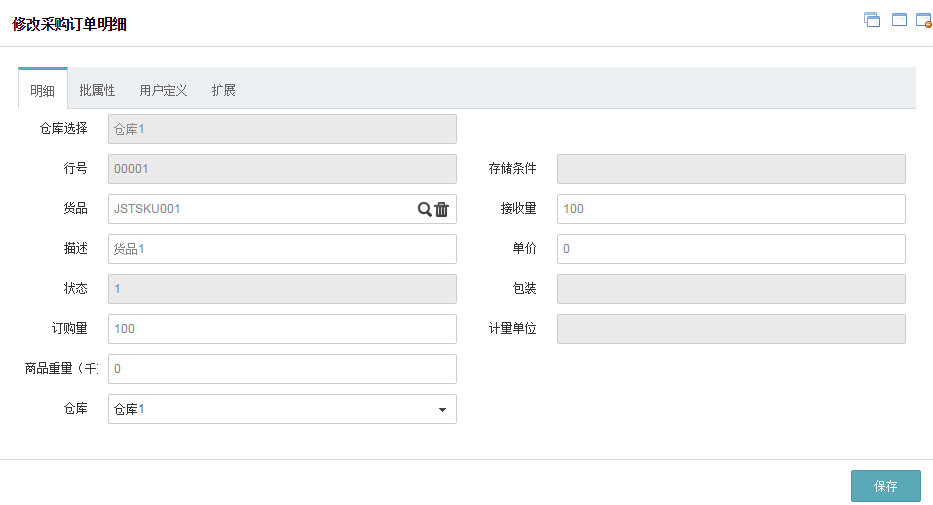 修改采购订单明细
明细 批属性 用户定义 扩展
仓库选择 仓库1
行号 00001 存储条件
货品 JSTSKU001 接收量 100
描述 货品1 单价 0
状态 1 包装
订购量 100 计量单位
商品重量（千 0
仓库 仓库1
保存